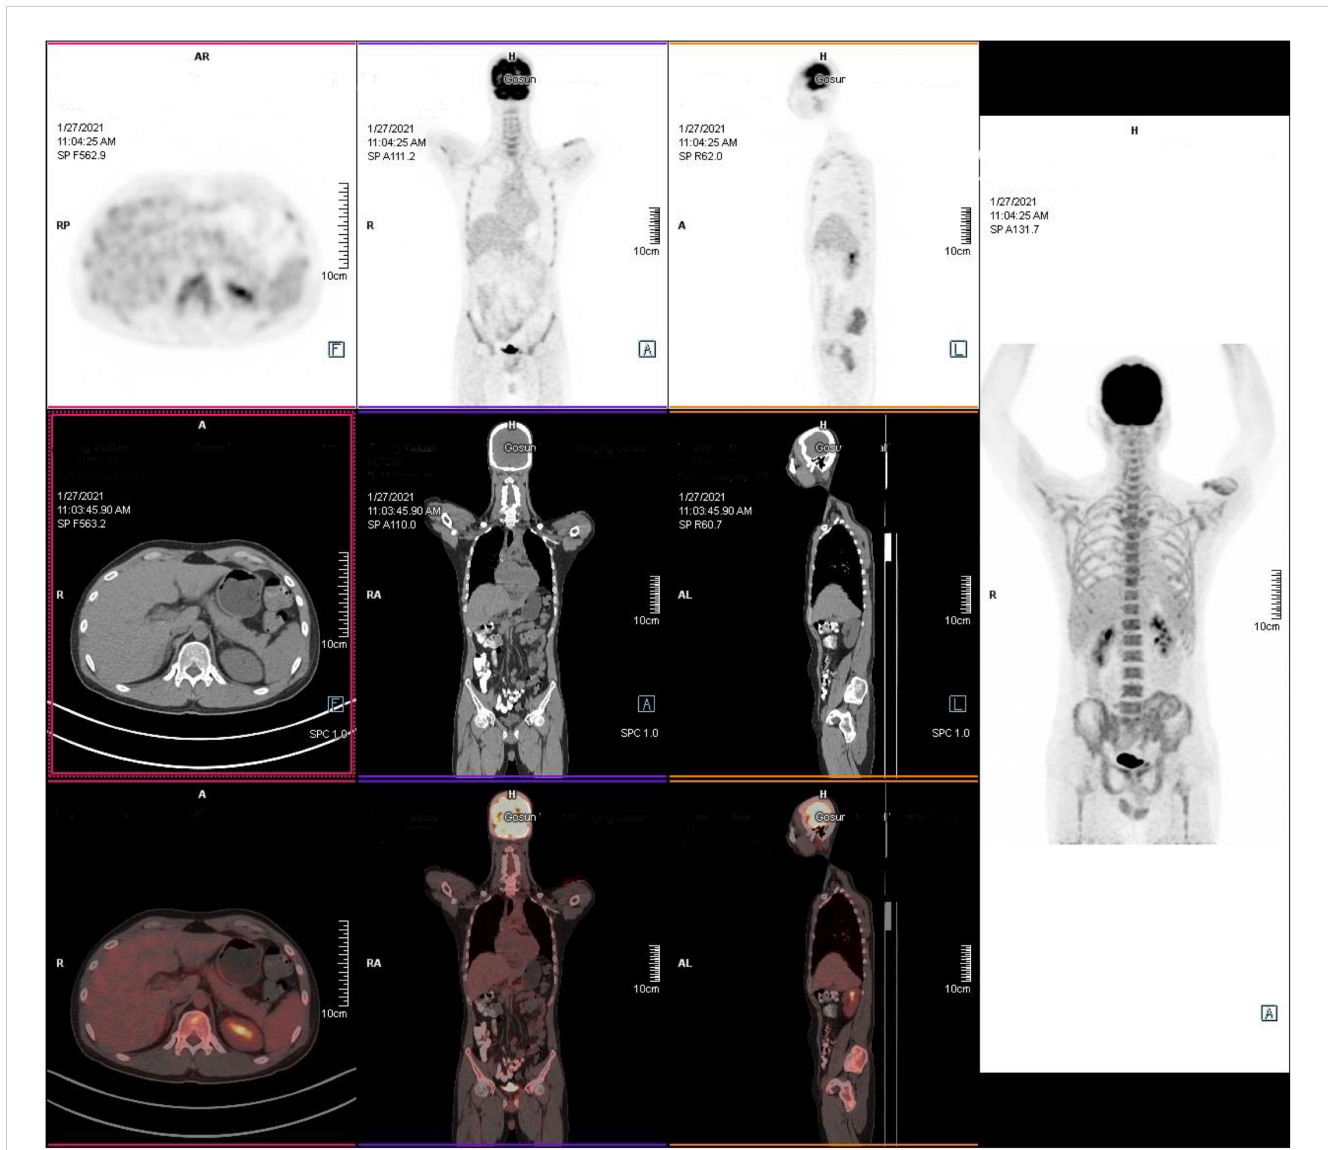 AR
1/27/2021
11:04:25 AM
SP F562.9
RP
10cm
F
H
Gosun
1/27/2021
11:04:25 AM
SP A111.2
R
10cm
A
H
Gosur
1/27/2021
11:04:25 AM
SP R62.0
A
10cm
L
H
1/27/2021
11:04:25 AM
SP A131.7
R
10cm
A
A
1/27/2021
11:03:45.90 AM
SP F563.2
R
10cm
F
SPC 1.0
H
Gosun
1/27/2021
11:03:45.90 AM
SP A110.0
RA
10cm
A
SPC 1.0
H
Gosu
1/27/2021
11:03:45.90 AM
SP R60.7
AL
10cm
L
SPC 1.0
A
R
10cm
H
Gosun
RA
10cm
H
Gosur
AL
10cm